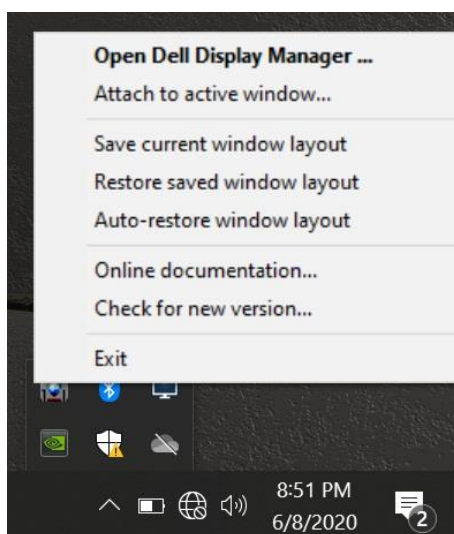 Open Dell Display Manager ...
Attach to active window...
Save current window layout
Restore saved window layout
Auto-restore window layout
Online documentation...
Check for new version...
Exit
8:51 PM
6/8/2020
2